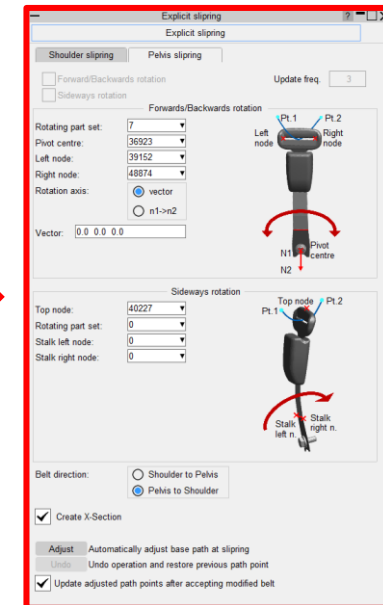 Explicit slipring ?
Explicit slipring
Shoulder slipring Pelvis slipring
Forward/Backwards rotation Update freq. 3
Sideways rotation
Forwards/Backwards rotation
Rotating part set: 7
Pivot centre: 36923
Left node: 39152
Right node: 48874
Rotation axis: vector
n1->n2
Vector: 0.0 0.0 0.0
Pt.1 Pt.2
Left node
Right node
N1
Pivot centre
N2
Sideways rotation
Top node: 40227
Rotating part set: 0
Stalk left node: 0
Stalk right node: 0
Top node
Pt.1 Pt.2
Stalk left n.
Stalk right n.
Belt direction: Shoulder to Pelvis
Pelvis to Shoulder
Create X-Section
Adjust Automatically adjust base path at slipring
Undo Undo operation and restore previous path point
Update adjusted path points after accepting modified belt